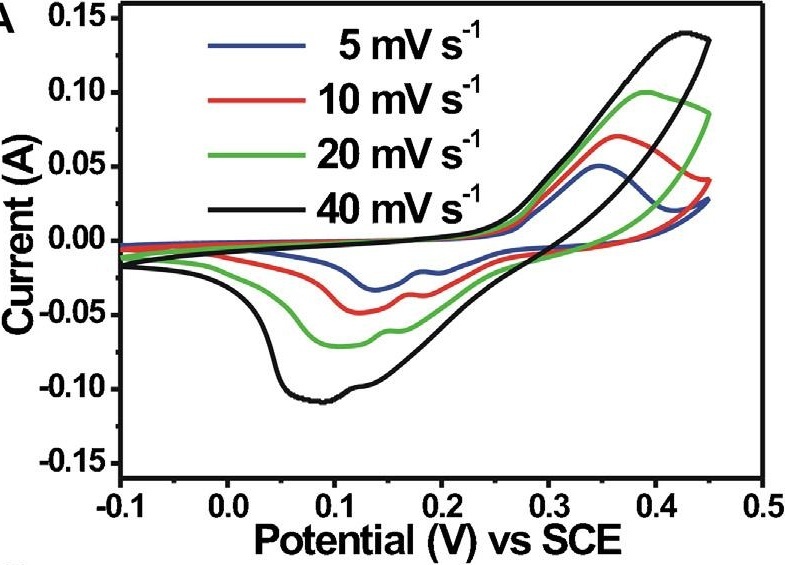 A
0.15
0.10
0.05
0.00
-0.05
-0.10
-0.15
Current (A)
5 mV s⁻¹
10 mV s⁻¹
20 mV s⁻¹
40 mV s⁻¹
-0.1 0.0 0.1 0.2 0.3 0.4 0.5
Potential (V) vs SCE